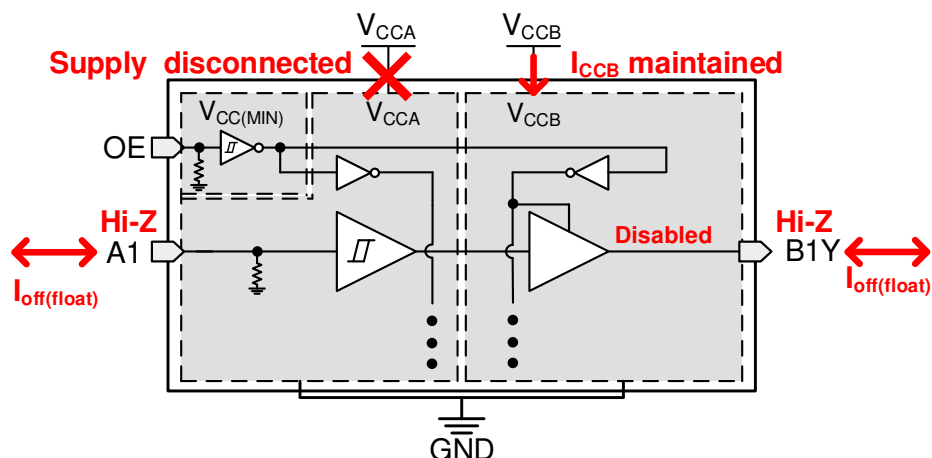 VCCA
VCCB
Supply disconnected
ICCB maintained
VCC(MIN)
VCCA
VCCB
OE
Hi-Z
A1
Ioff(float)
Disabled
Hi-Z
B1Y
Ioff(float)
GND